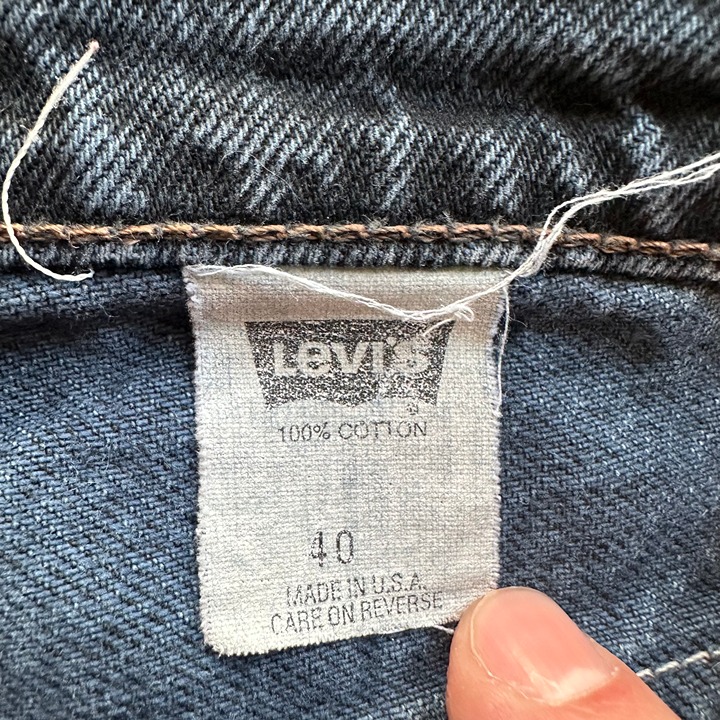 Levi's
100% COTTON
40
MADE IN U.S.A.
CARE ON REVERSE